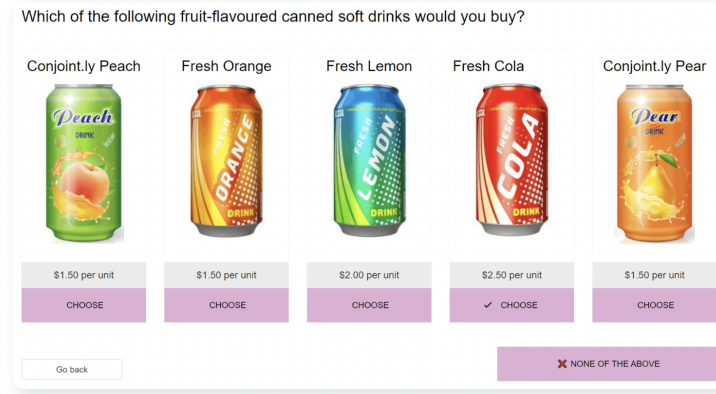 Which of the following fruit-flavoured canned soft drinks would you buy?
Conjoint.ly Peach
Fresh Orange
Fresh Lemon
Fresh Cola
Conjoint.ly Pear
Peach
DRINK
FRESH
ORANGE
DRINK
FRESH
LEMON
DRINK
FRESH
COLA
DRINK
Pear
DRINK
$1.50 per unit
$1.50 per unit
$2.00 per unit
$2.50 per unit
$1.50 per unit
CHOOSE
CHOOSE
CHOOSE
✓ CHOOSE
CHOOSE
Go back
❌ NONE OF THE ABOVE